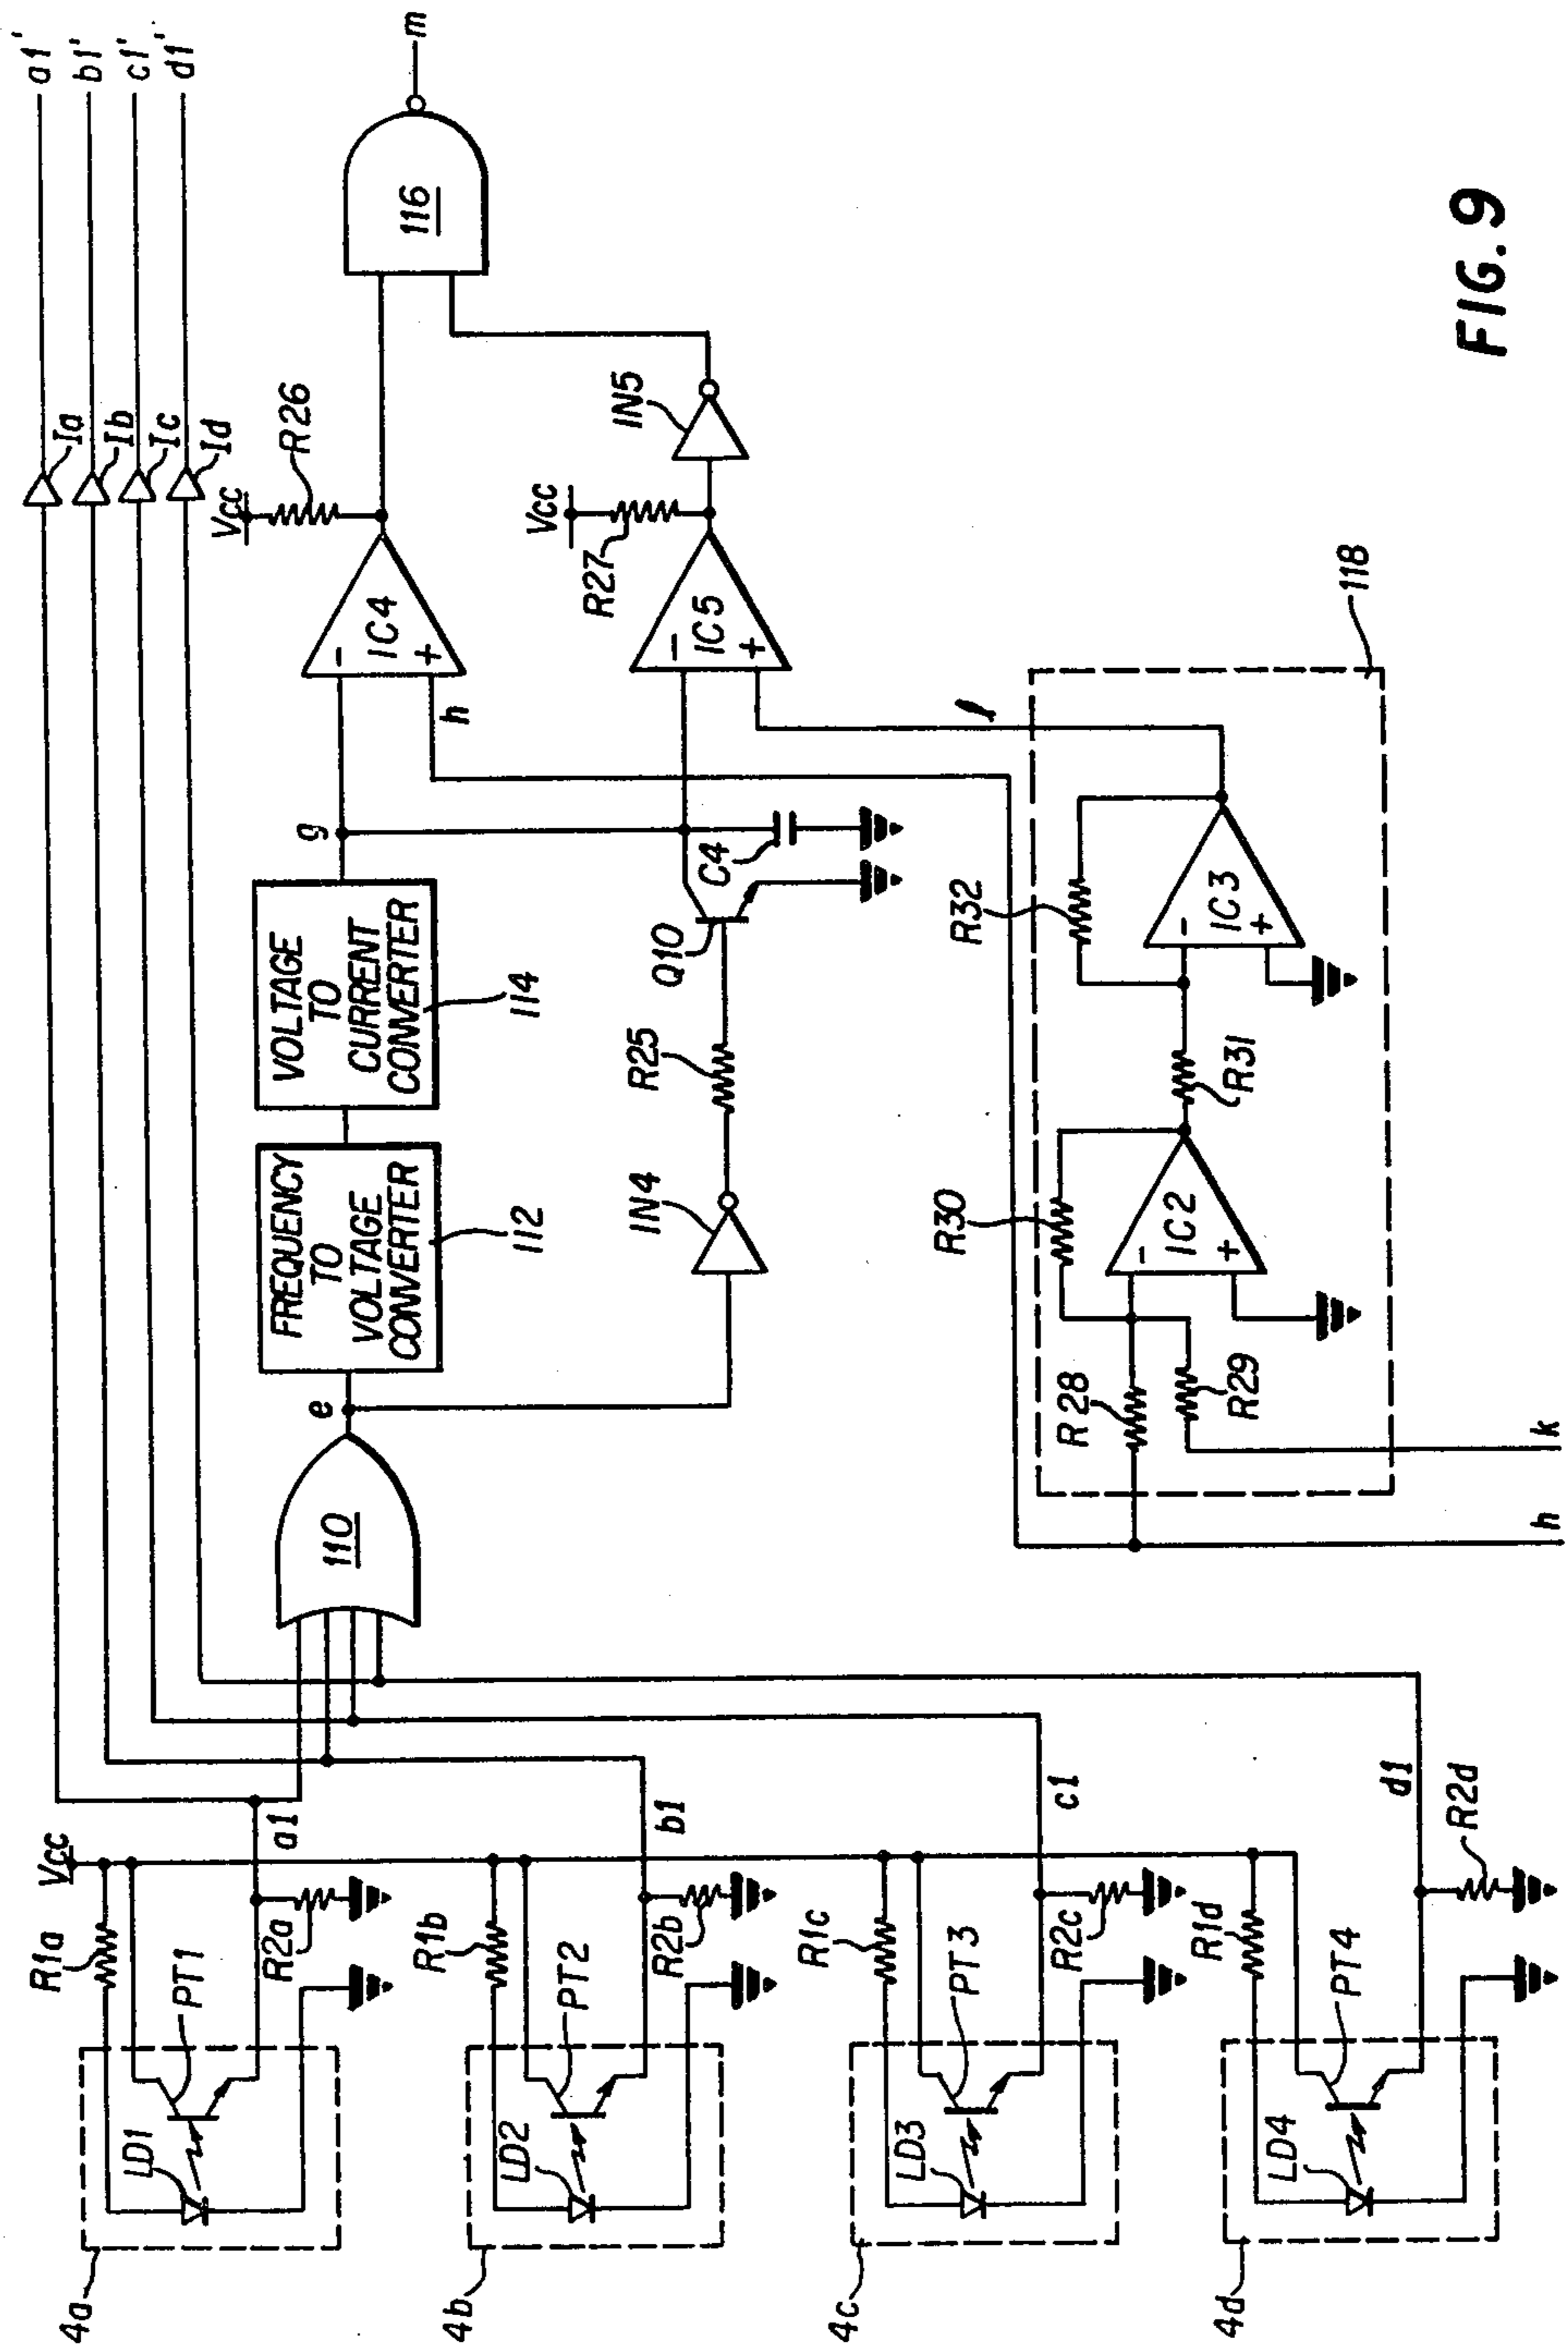 a1'
b1'
c1'
d1'
Ia
Ib
Ic
Id
Vcc
R1a
a1
PT1
R2a
LD1
4a
R1b
b1
PT2
R2b
LD2
4b
R1c
c1
PT3
R2c
LD3
4c
R1d
d1
PT4
R2d
LD4
4d
110
e
FREQUENCY
TO
VOLTAGE
CONVERTER
112
VOLTAGE
TO
CURRENT
CONVERTER
114
g
IN4
R25
Q10
C4
Vcc
R26
-
IC4
+
h
Vcc
R27
-
IC5
+
IN5
116
m
l
118
R28
R29
R30
-
IC2
+
R31
R32
-
IC3
+
h
k
FIG. 9